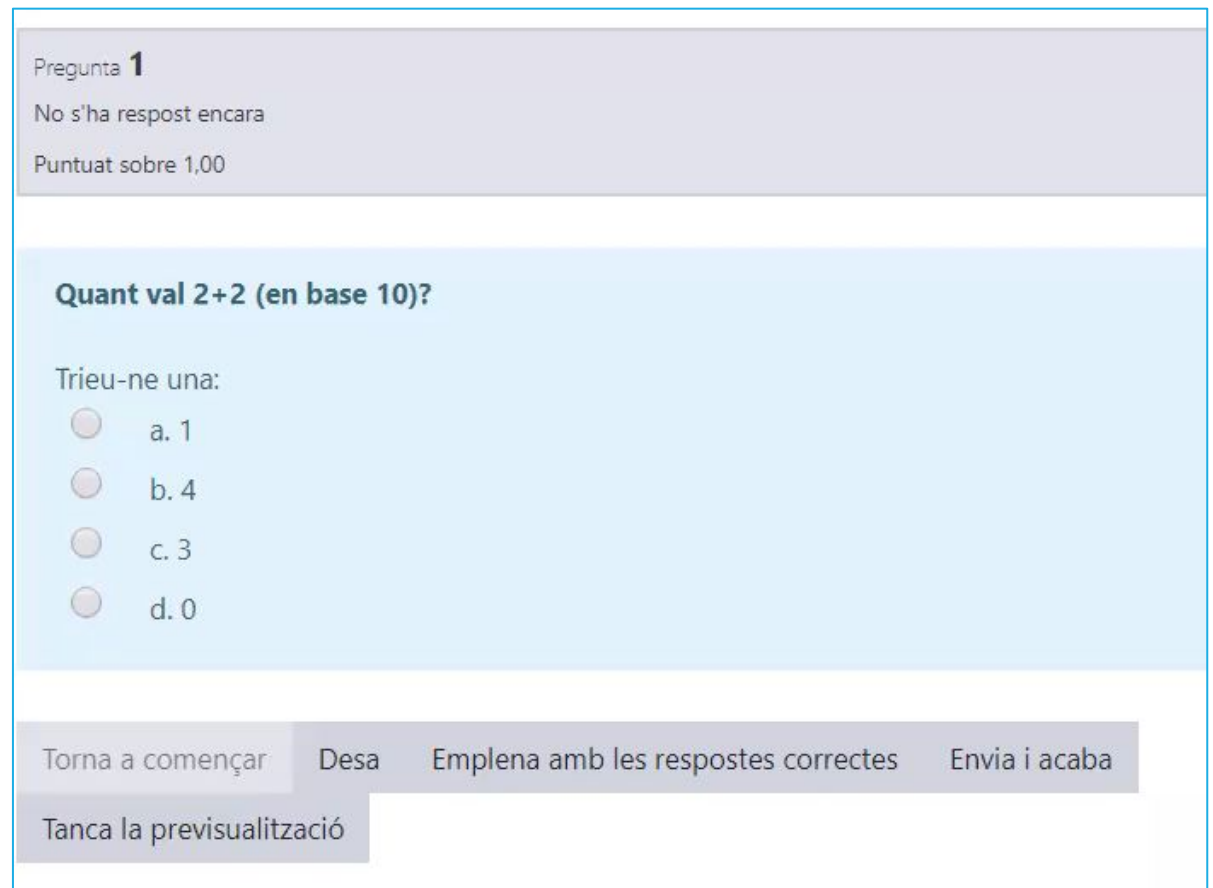 Pregunta 1
No s'ha respost encara
Puntuat sobre 1,00
Quant val 2+2 (en base 10)?
Trieu-ne una:
a. 1
b. 4
c. 3
d. 0
Torna a començar Desa Emplena amb les respostes correctes Envia i acaba
Tanca la previsualització